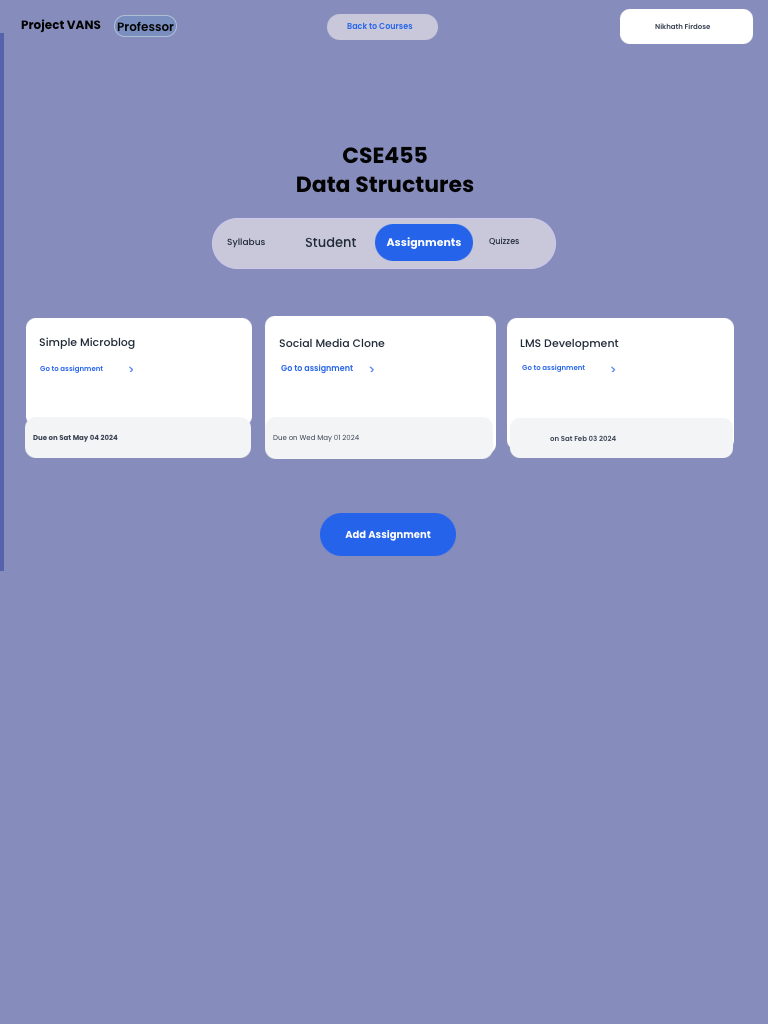 Project VANS
Professor
Back to Courses
Nikhath Firdose
CSE455
Data Structures
Syllabus
Student
Assignments
Quizzes
Simple Microblog
Go to assignment
Due on Sat May 04 2024
Social Media Clone
Go to assignment
Due on Wed May 01 2024
LMS Development
Go to assignment
on Sat Feb 03 2024
Add Assignment